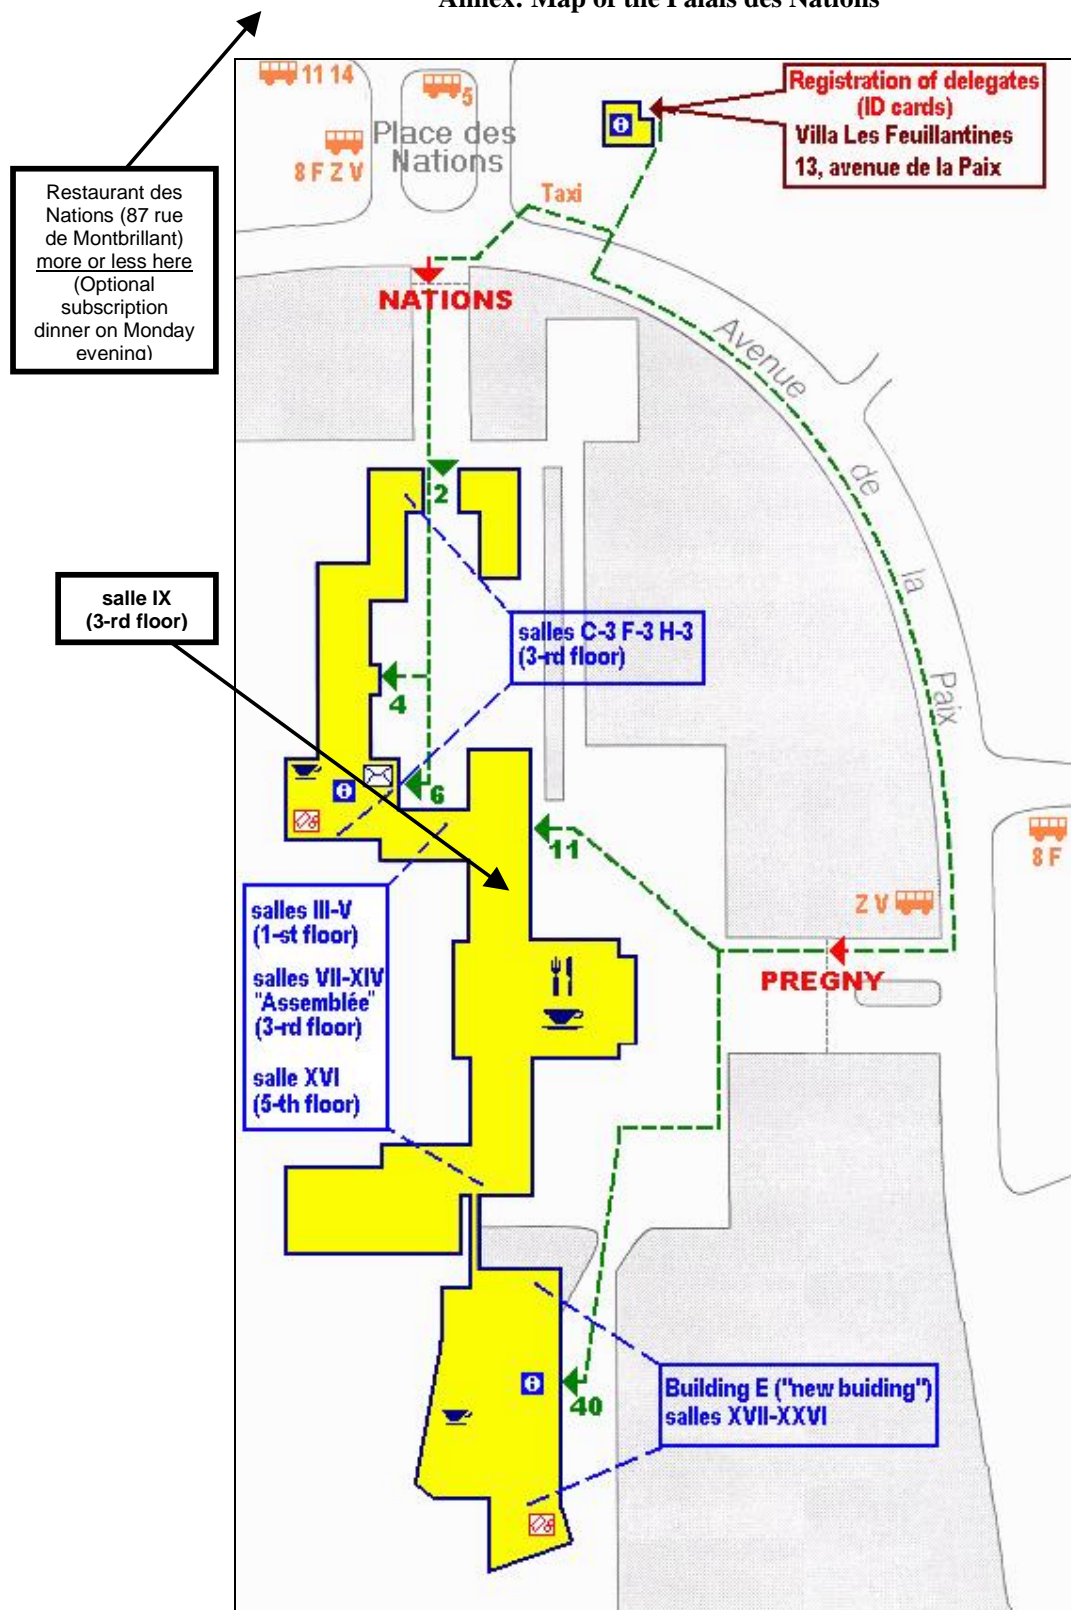 Annex: Map of the Palais des Nations
11 14
5
8 F Z V
Place des
Nations
Taxi
Registration of delegates
(ID cards)
Villa Les Feuillantines
13, avenue de la Paix
Restaurant des
Nations (87 rue
de Montbrillant)
more or less here
(Optional
subscription
dinner on Monday
evening)
NATIONS
Avenue
de
la
Paix
2
salle IX
(3-rd floor)
salles C-3 F-3 H-3
(3-rd floor)
4
6
11
8 F
Z V
PREGNY
salles III-V
(1-st floor)
salles VII-XIV
"Assemblée"
(3-rd floor)
salle XVI
(5-th floor)
40
Building E ("new buiding")
salles XVII-XXVI